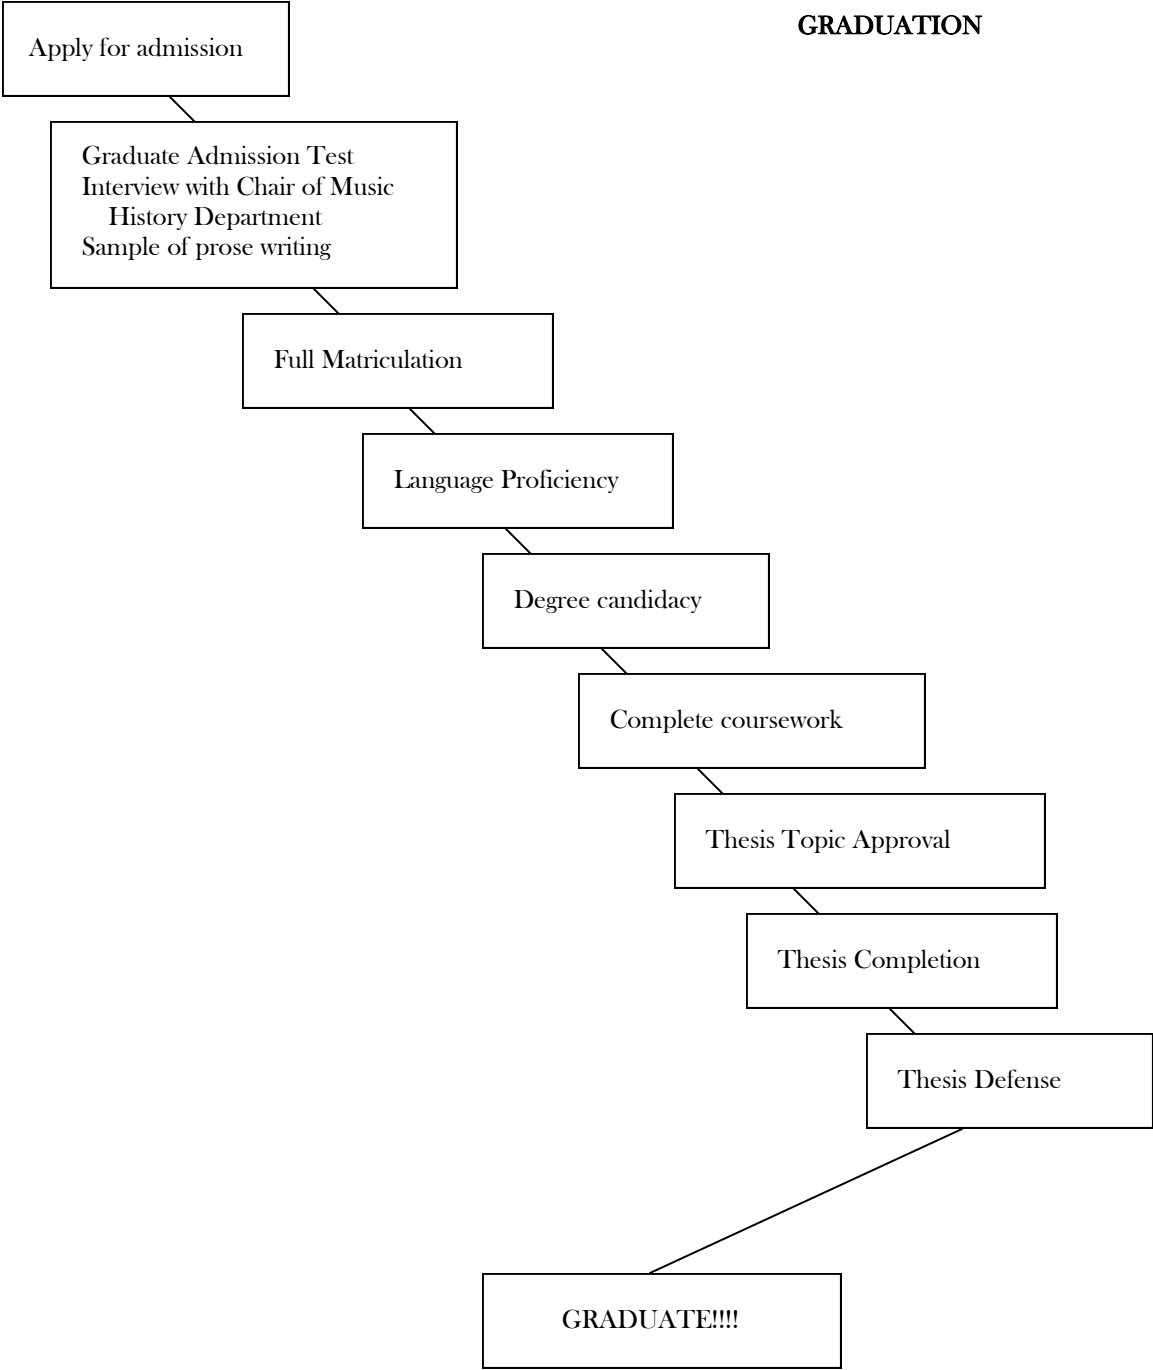 GRADUATION
Apply for admission
Graduate Admission Test
Interview with Chair of Music
History Department
Sample of prose writing
Full Matriculation
Language Proficiency
Degree candidacy
Complete coursework
Thesis Topic Approval
Thesis Completion
Thesis Defense
GRADUATE!!!!